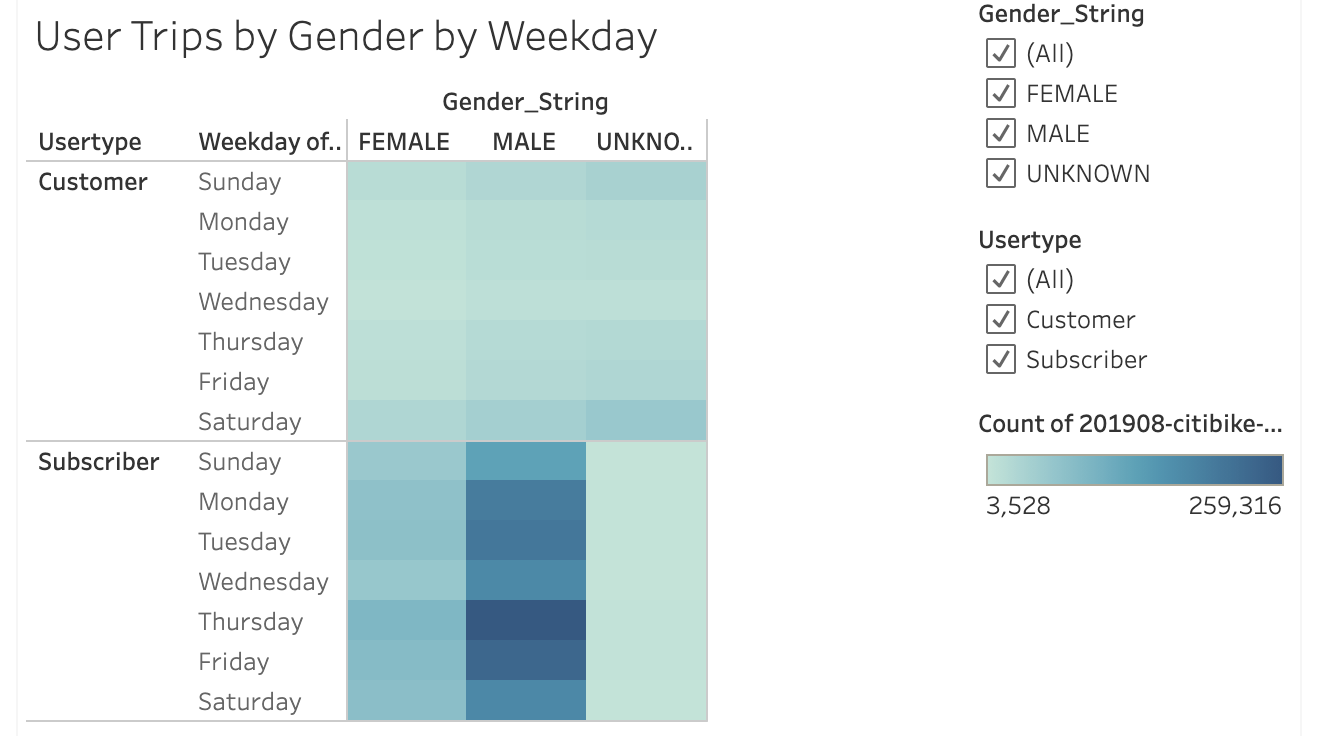 User Trips by Gender by Weekday
Gender_String
Usertype Weekday of.. FEMALE MALE UNKNO..
Customer Sunday
Monday
Tuesday
Wednesday
Thursday
Friday
Saturday
Subscriber Sunday
Monday
Tuesday
Wednesday
Thursday
Friday
Saturday
Gender_String
(All)
FEMALE
MALE
UNKNOWN
Usertype
(All)
Customer
Subscriber
Count of 201908-citibike-...
3,528 259,316